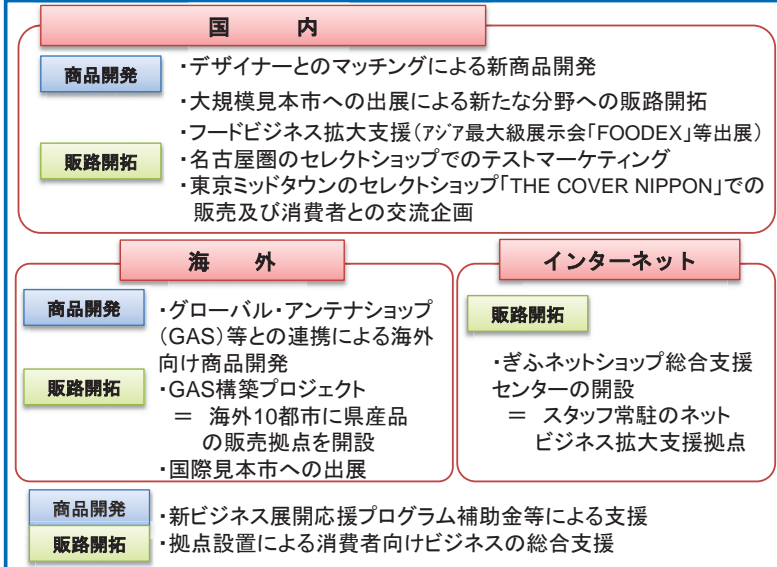 国　内
商品開発
・デザイナーとのマッチングによる新商品開発
・大規模見本市への出展による新たな分野への販路開拓
販路開拓
・フードビジネス拡大支援（アジア最大級展示会「FOODEX」等出展）
・名古屋圏のセレクトショップでのテストマーケティング
・東京ミッドタウンのセレクトショップ「THE COVER NIPPON」での
販売及び消費者との交流企画
海　外
商品開発
・グローバル・アンテナショップ
（GAS）等との連携による海外
向け商品開発
販路開拓
・GAS構築プロジェクト
＝ 海外10都市に県産品
の販売拠点を開設
・国際見本市への出展
インターネット
販路開拓
・ぎふネットショップ総合支援
センターの開設
＝ スタッフ常駐のネット
ビジネス拡大支援拠点
商品開発
・新ビジネス展開応援プログラム補助金等による支援
販路開拓
・拠点設置による消費者向けビジネスの総合支援